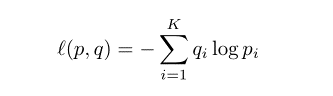 ℓ(p, q) = − ∑_{i=1}^{K} q_i log p_i